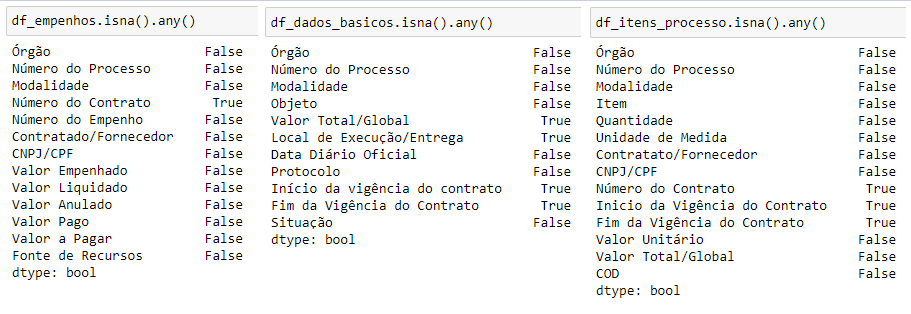 df_empenhos.isna().any()
Órgão False
Número do Processo False
Modalidade False
Número do Contrato True
Número do Empenho False
Contratado/Fornecedor False
CNPJ/CPF False
Valor Empenhado False
Valor Liquidado False
Valor Anulado False
Valor Pago False
Valor a Pagar False
Fonte de Recursos False
dtype: bool
df_dados_basicos.isna().any()
Órgão False
Número do Processo False
Modalidade False
Objeto False
Valor Total/Global True
Local de Execução/Entrega True
Data Diário Oficial False
Protocolo False
Início da vigência do contrato True
Fim da Vigência do Contrato True
Situação False
dtype: bool
df_itens_processo.isna().any()
Órgão False
Número do Processo False
Modalidade False
Item False
Quantidade False
Unidade de Medida False
Contratato/Fornecedor False
CNPJ/CPF False
Número do Contrato True
Inicio da Vigência do Contrato True
Fim da Vigência do Contrato True
Valor Unitário False
Valor Total/Global False
COD False
dtype: bool